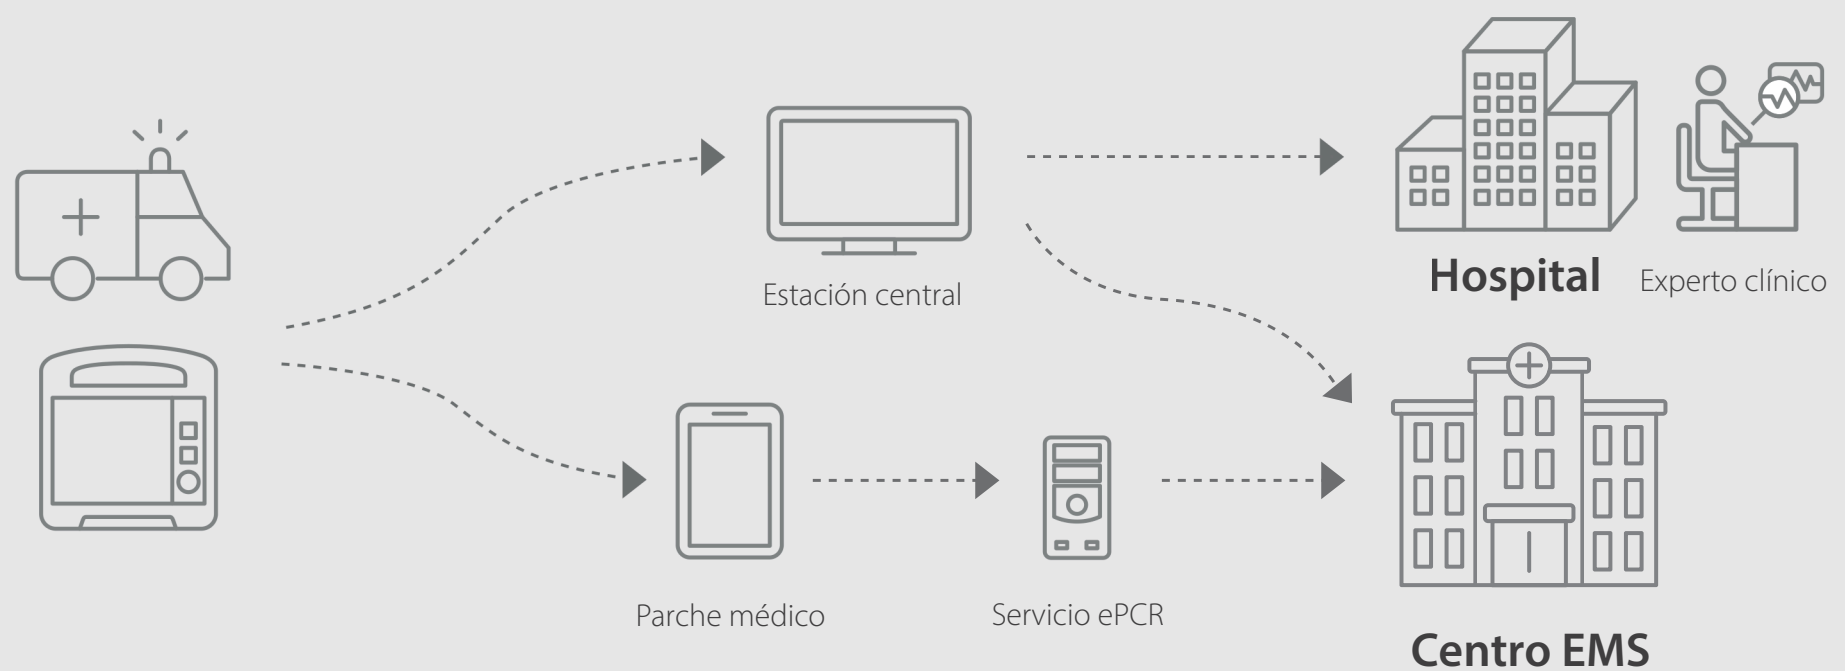 Estación central
Hospital
Experto clínico
Parche médico
Servicio ePCR
Centro EMS